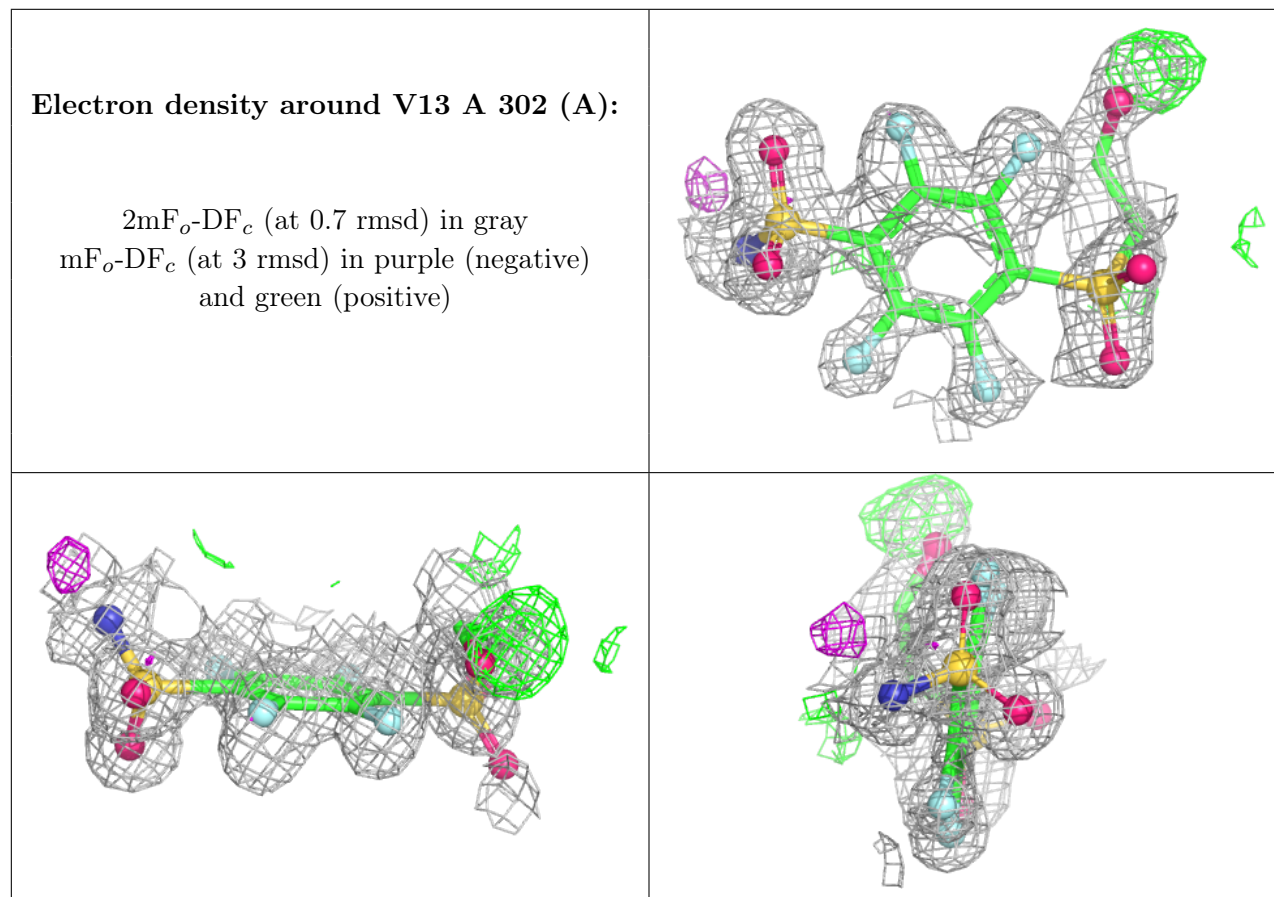 Electron density around V13 A 302 (A):
2mFo-DFc (at 0.7 rmsd) in gray
mFo-DFc (at 3 rmsd) in purple (negative)
and green (positive)